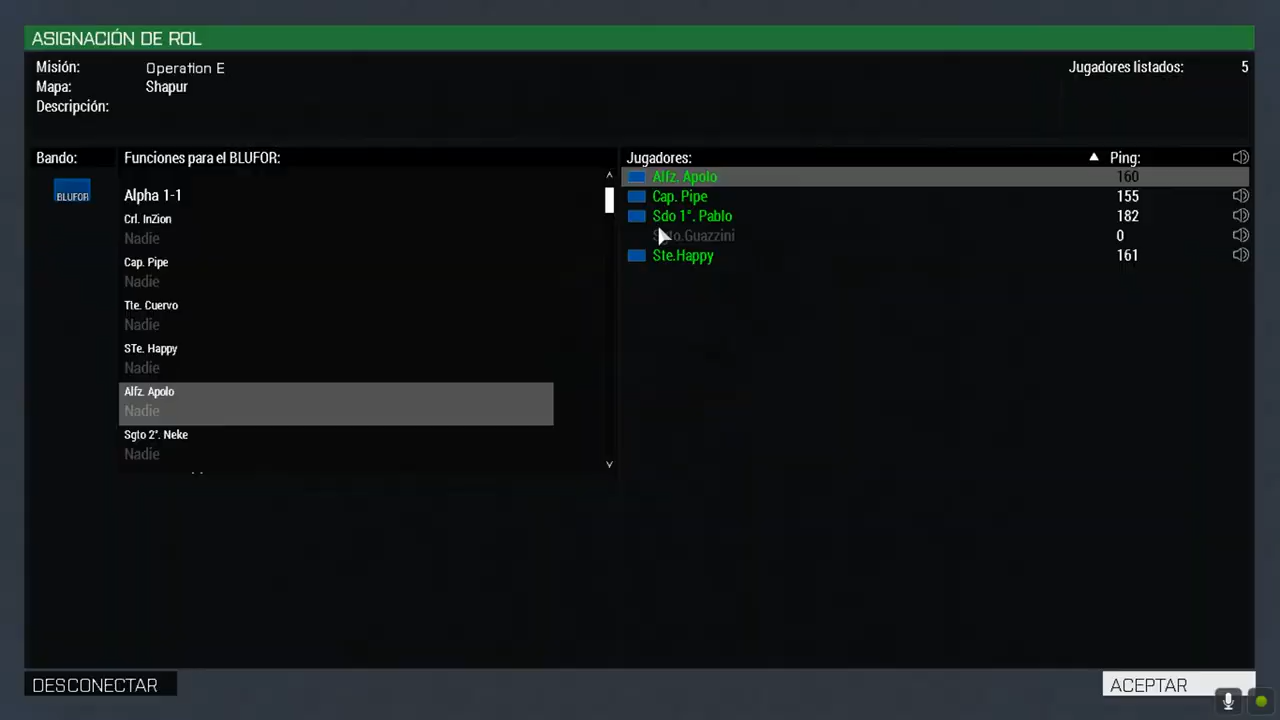 ASIGNACIÓN DE ROL
Misión: Operation E
Jugadores listados: 5
Mapa: Shapur
Descripción:
Bando:
BLUFOR
Funciones para el BLUFOR:
Alpha 1-1
Crl. InZion
Nadie
Cap. Pipe
Nadie
Tte. Cuervo
Nadie
STe. Happy
Nadie
Alfz. Apolo
Nadie
Sgto 2°. Neke
Nadie
Jugadores: Ping:
Alfz. Apolo 160
Cap. Pipe 155
Sdo 1°. Pablo 182
Sgto.Guazzini 0
Ste.Happy 161
DESCONECTAR
ACEPTAR